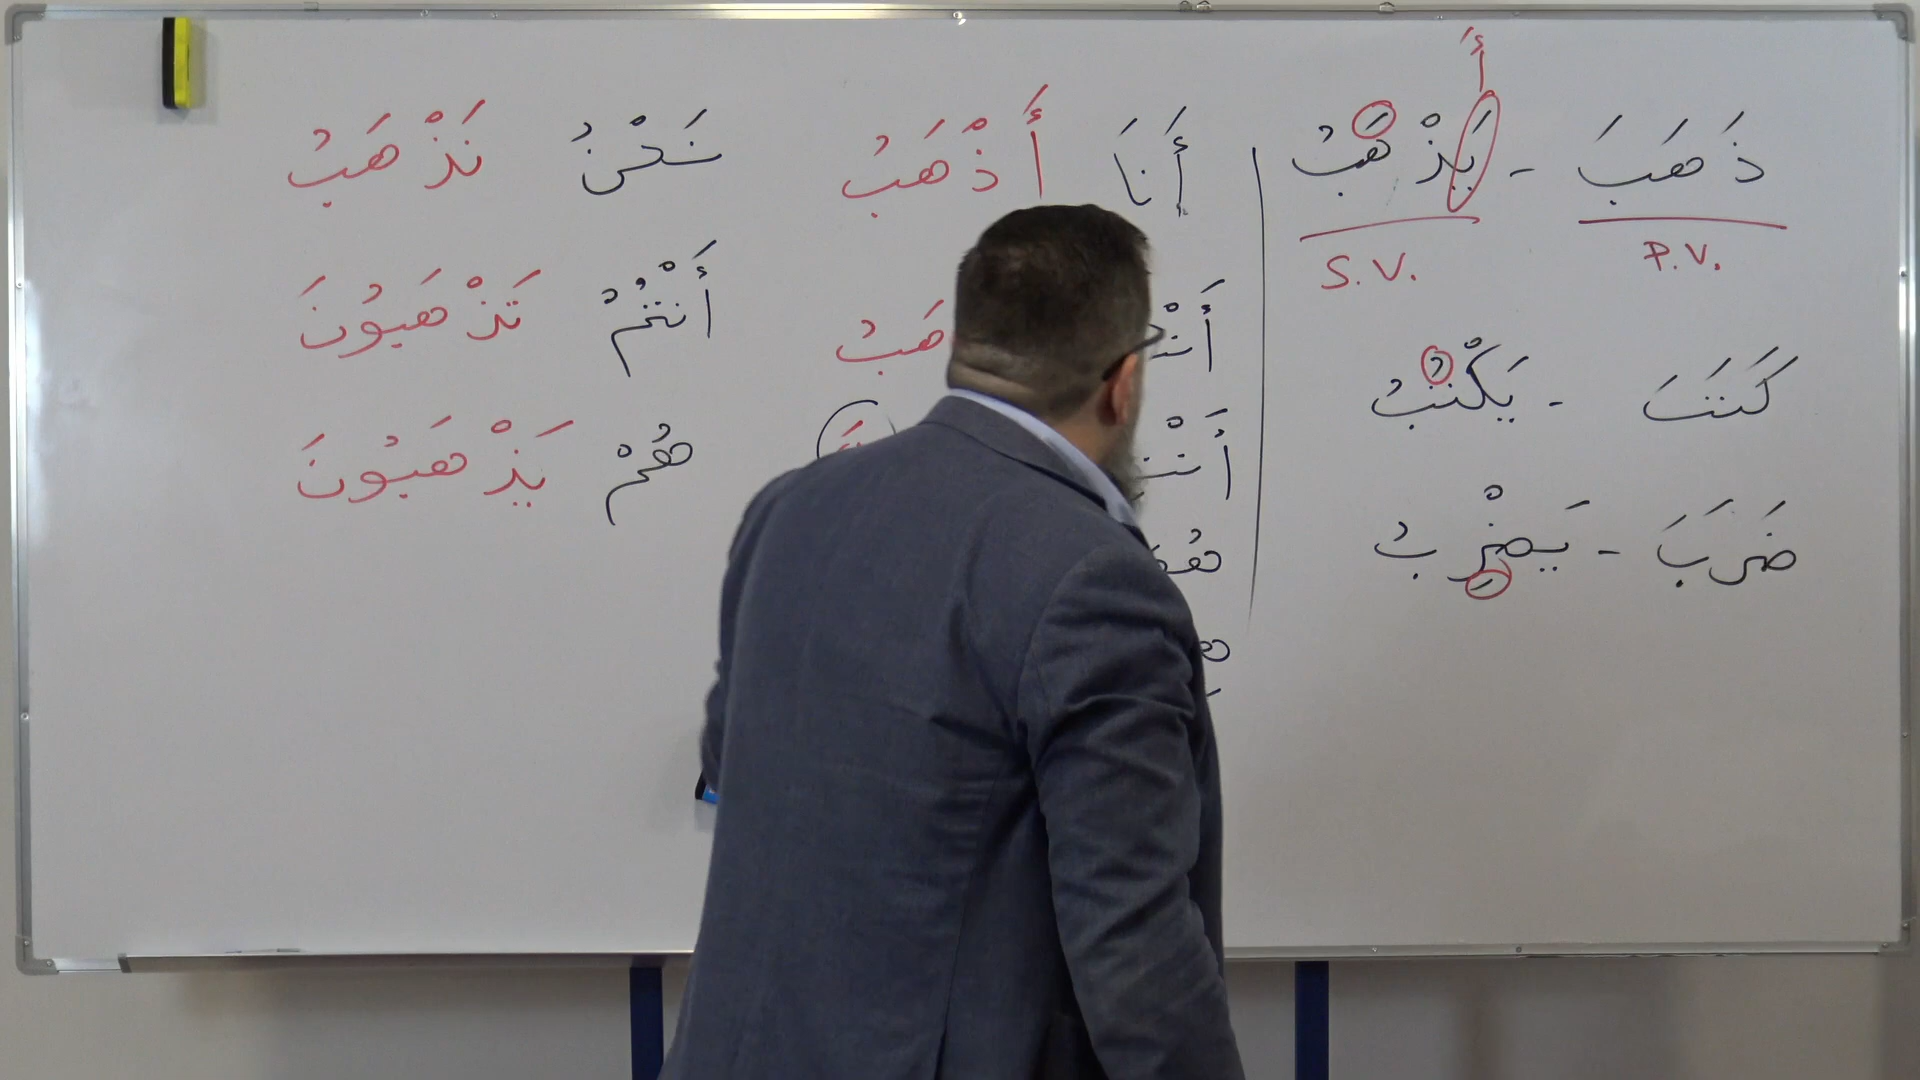 أَ
ذَهَبَ - يَذْهَبُ
P.V. S.V.
كَتَبَ - يَكْتُبُ
ضَرَبَ - يَضْرِبُ
أَنَا أَذْهَبُ
نَحْنُ نَذْهَبُ
أَنْتُمْ تَذْهَبُونَ
هُمْ يَذْهَبُونَ